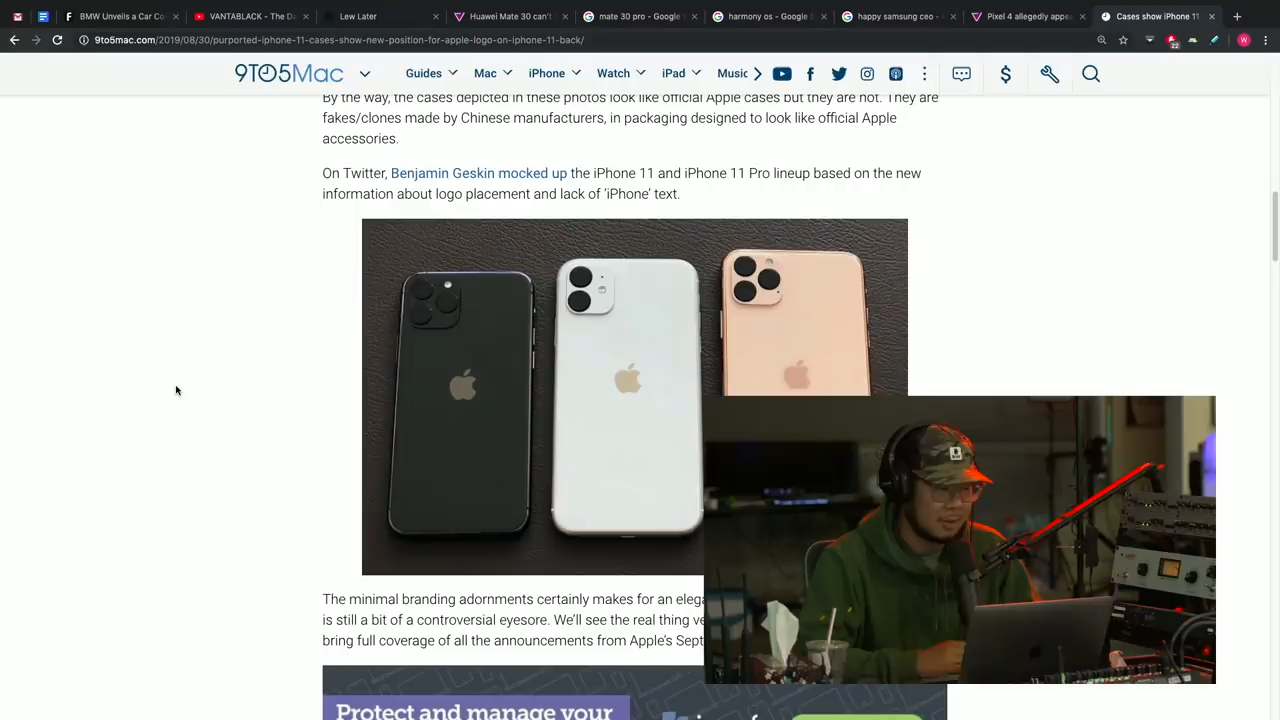 BMW Unveils a Car Co
VANTABLACK - The Da
Lew Later
Huawei Mate 30 can't
mate 30 pro - Google
harmony os - Google
happy samsung ceo -
Pixel 4 allegedly appea
Cases show iPhone 11
9to5mac.com/2019/08/30/purported-iphone-11-cases-show-new-position-for-apple-logo-on-iphone-11-back/
22
W
9TO5Mac
Guides
Mac
iPhone
Watch
iPad
Music
By the way, the cases depicted in these photos look like official Apple cases but they are not. They are
fakes/clones made by Chinese manufacturers, in packaging designed to look like official Apple
accessories.
On Twitter, Benjamin Geskin mocked up the iPhone 11 and iPhone 11 Pro lineup based on the new
information about logo placement and lack of ‘iPhone’ text.
The minimal branding adornments certainly makes for an elega
is still a bit of a controversial eyesore. We’ll see the real thing ve
bring full coverage of all the announcements from Apple’s Sept
Protect and manage your